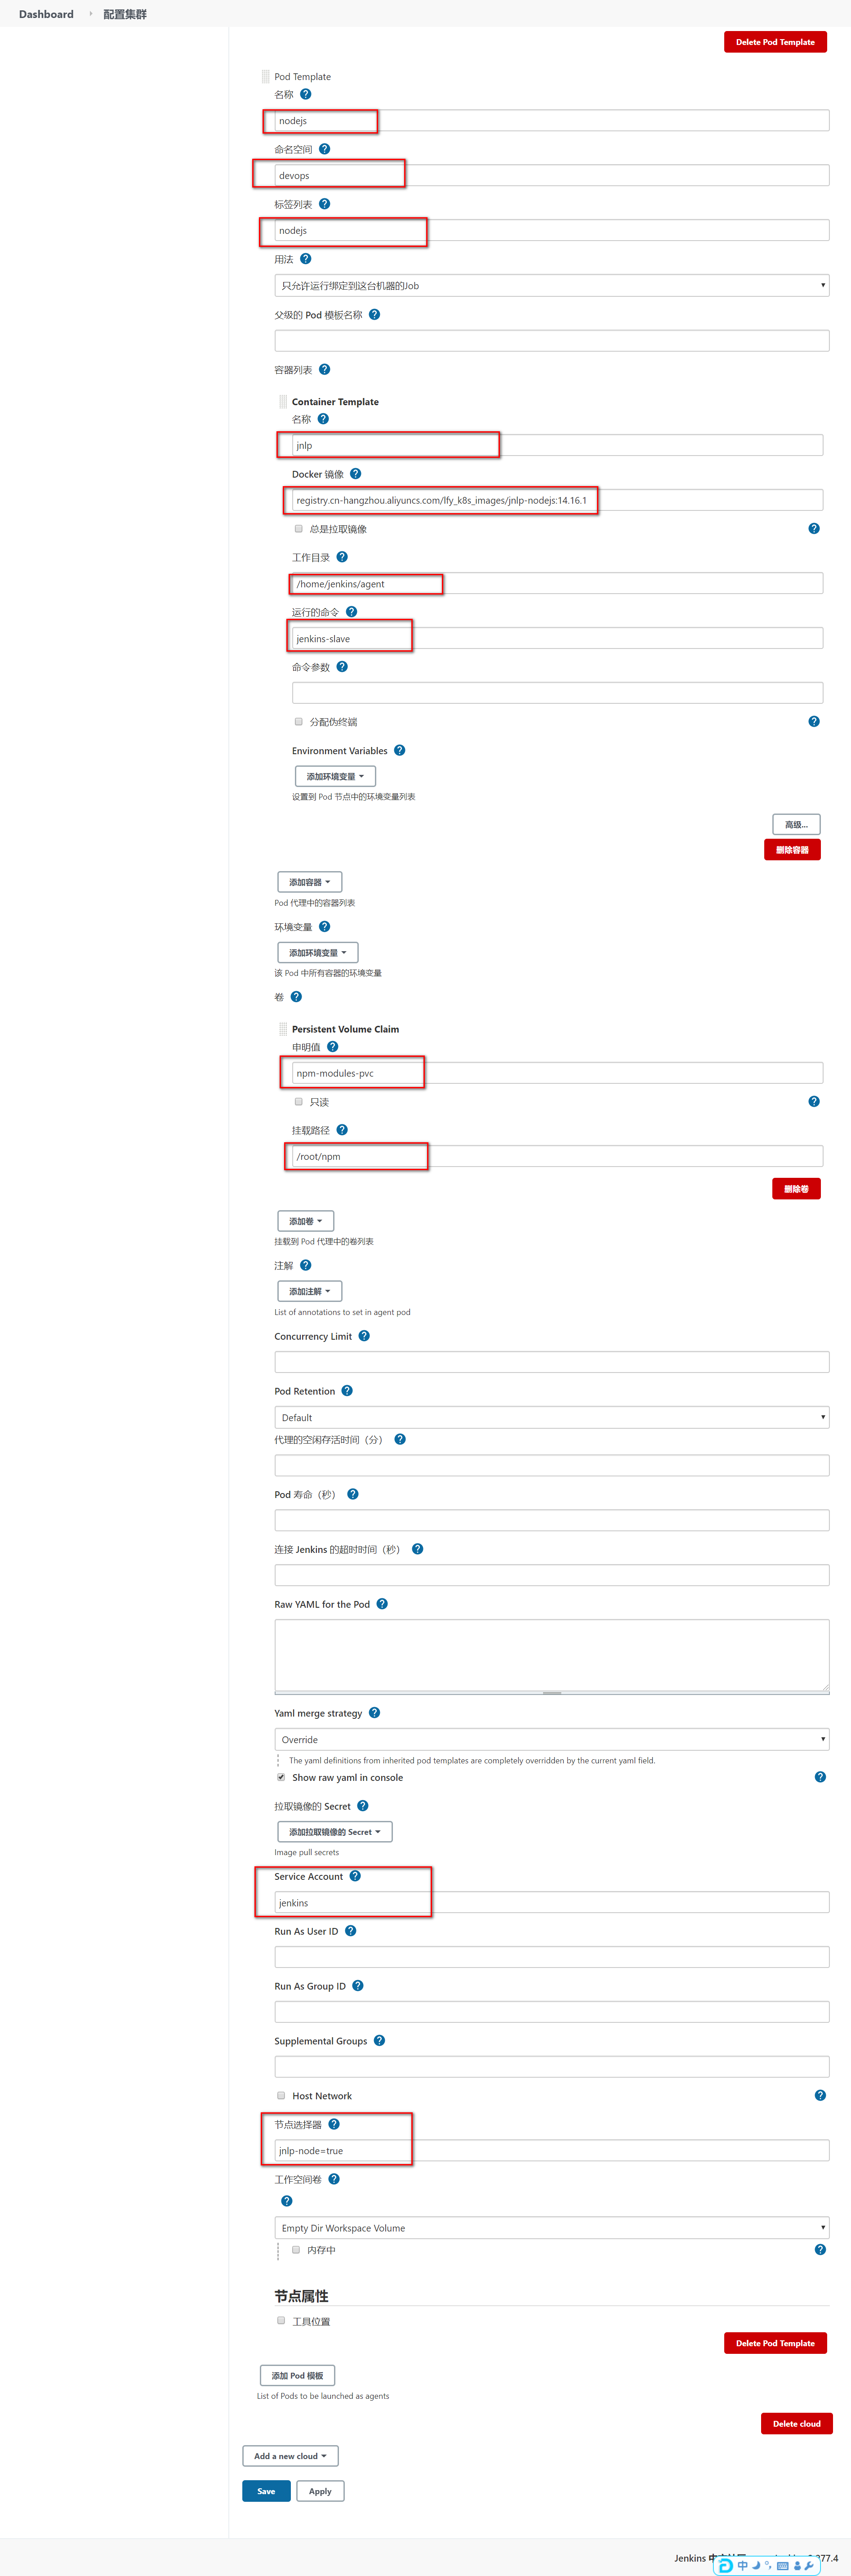 Dashboard
配置集群
Delete Pod Template
Pod Template
名称
nodejs
命名空间
devops
标签列表
nodejs
用法
只允许运行绑定到这台机器的Job
父级的 Pod 模板名称
容器列表
Container Template
名称
jnlp
Docker 镜像
registry.cn-hangzhou.aliyuncs.com/lfy_k8s_images/jnlp-nodejs:14.16.1
总是拉取镜像
工作目录
/home/jenkins/agent
运行的命令
jenkins-slave
命令参数
分配伪终端
Environment Variables
添加环境变量
设置到 Pod 节点中的环境变量列表
高级...
删除容器
添加容器
Pod 代理中的容器列表
环境变量
添加环境变量
该 Pod 中所有容器的环境变量
卷
Persistent Volume Claim
申明值
npm-modules-pvc
只读
挂载路径
/root/npm
删除卷
添加卷
挂载到 Pod 代理中的卷列表
注解
添加注解
List of annotations to set in agent pod
Concurrency Limit
Pod Retention
Default
代理的空闲存活时间（分）
Pod 寿命（秒）
连接 Jenkins 的超时时间（秒）
Raw YAML for the Pod
Yaml merge strategy
Override
The yaml definitions from inherited pod templates are completely overridden by the current yaml field.
Show raw yaml in console
拉取镜像的 Secret
添加拉取镜像的 Secret
Image pull secrets
Service Account
jenkins
Run As User ID
Run As Group ID
Supplemental Groups
Host Network
节点选择器
jnlp-node=true
工作空间卷
Empty Dir Workspace Volume
内存中
节点属性
工具位置
Delete Pod Template
添加 Pod 模板
List of Pods to be launched as agents
Delete cloud
Add a new cloud
Save
Apply
Jenkins
277.4
中